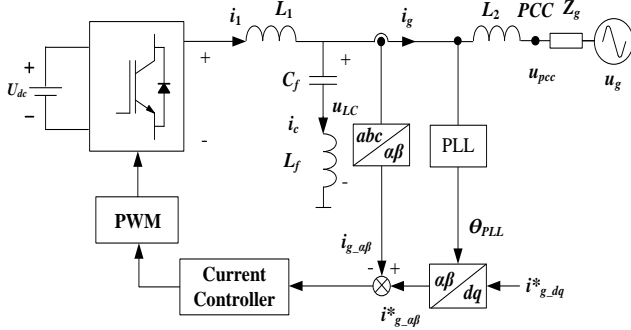 i1
L1
ig
L2
PCC
Zg
+
+
+
Udc
Cf
uLC
upcc
ug
-
-
ic
abc
αβ
PLL
Lf
-
PWM
ΘPLL
ig_αβ
Current
Controller
-
+
αβ
dq
i*g_dq
i*g_αβ